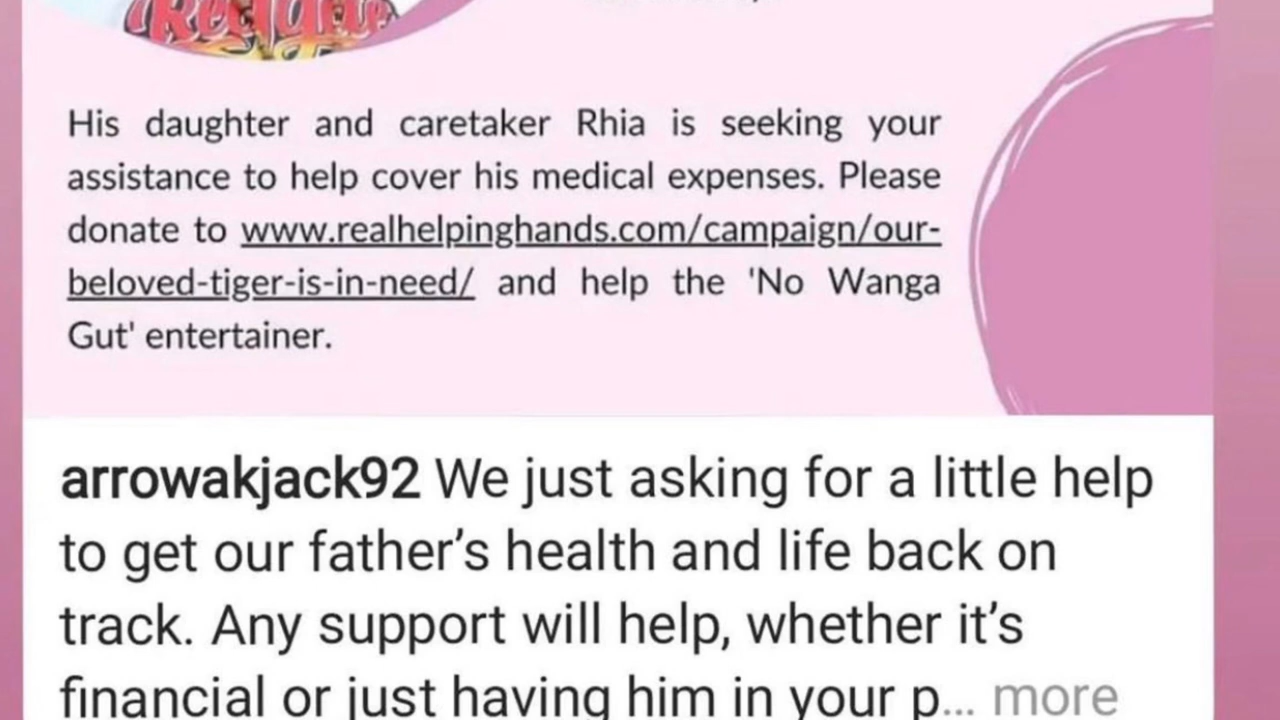 His daughter and caretaker Rhia is seeking your
assistance to help cover his medical expenses. Please
donate to www.realhelpinghands.com/campaign/our-
beloved-tiger-is-in-need/ and help the 'No Wanga
Gut' entertainer.
arrowakjack92 We just asking for a little help
to get our father’s health and life back on
track. Any support will help, whether it’s
financial or just having him in your p... more